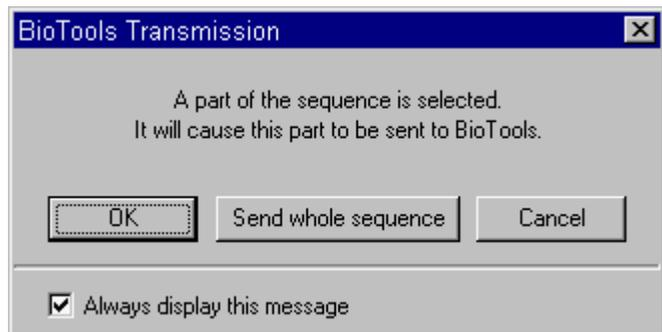 BioTools Transmission
A part of the sequence is selected.
It will cause this part to be sent to BioTools.
OK Send whole sequence Cancel
Always display this message